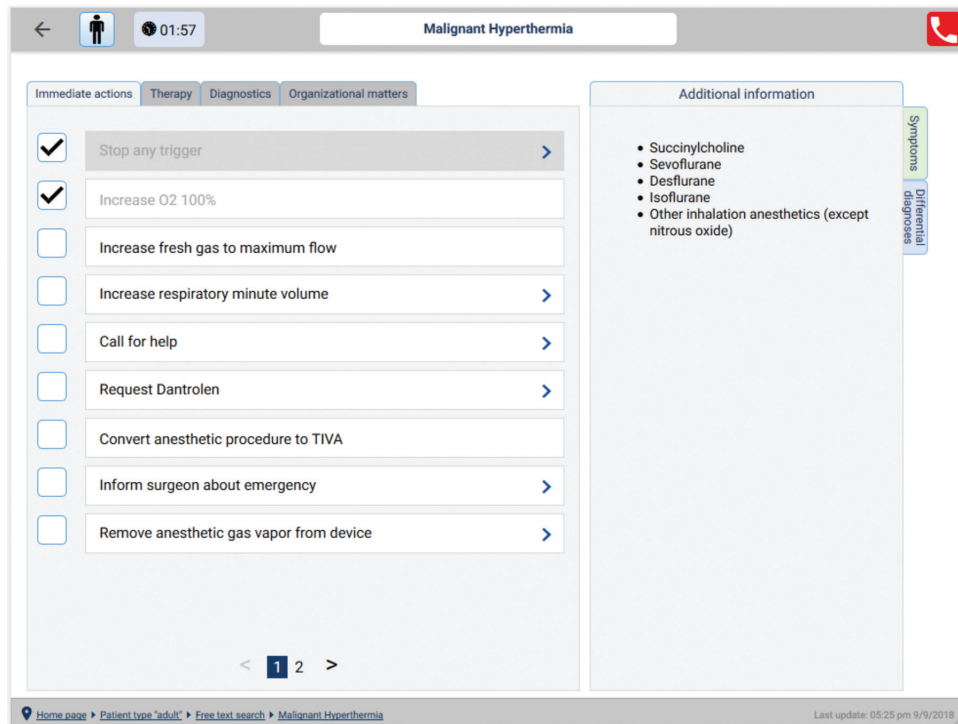 01:57
Malignant Hyperthermia
Immediate actions
Therapy
Diagnostics
Organizational matters
Stop any trigger
Increase O2 100%
Increase fresh gas to maximum flow
Increase respiratory minute volume
Call for help
Request Dantrolen
Convert anesthetic procedure to TIVA
Inform surgeon about emergency
Remove anesthetic gas vapor from device
< 1 2 >
Additional information
• Succinylcholine
• Sevoflurane
• Desflurane
• Isoflurane
• Other inhalation anesthetics (except
nitrous oxide)
Symptoms
Differential
diagnoses
Home page ▸ Patient type "adult" ▸ Free text search ▸ Malignant Hyperthermia
Last update: 05:25 pm 9/9/2018